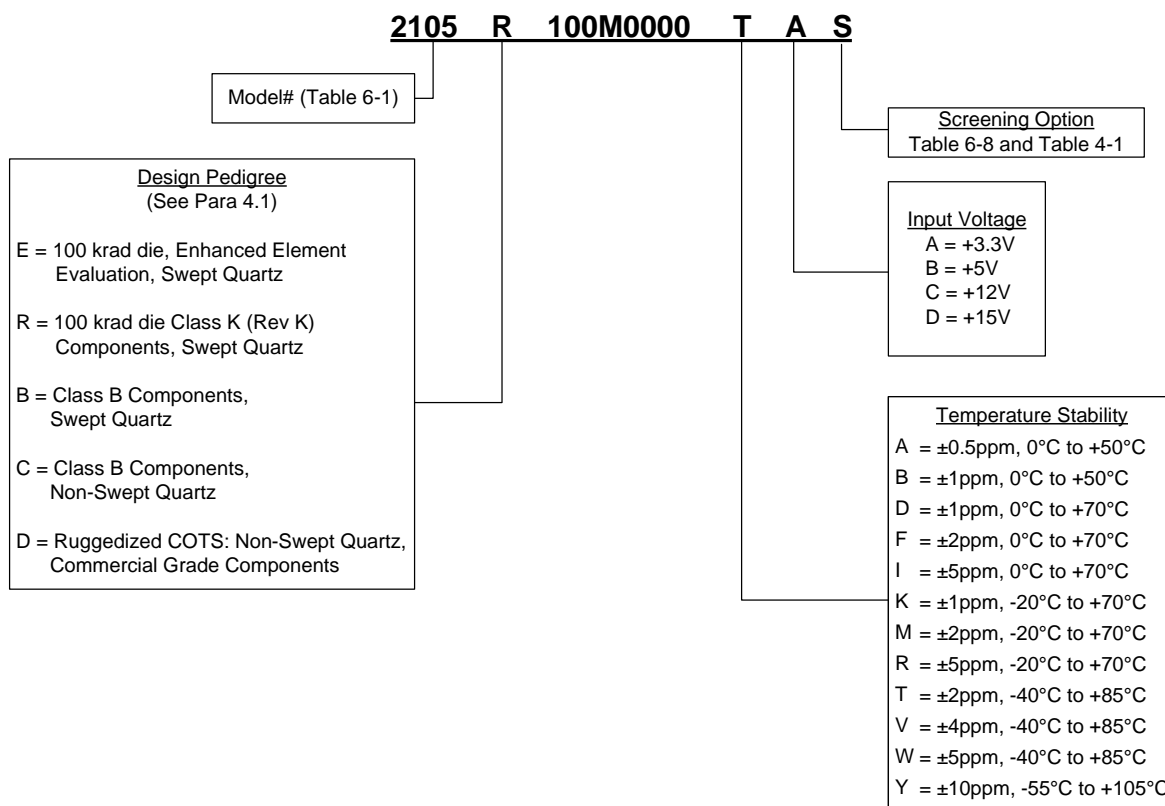 2105 R 100M0000 T A S
Model# (Table 6-1)
Design Pedigree
(See Para 4.1)
E = 100 krad die, Enhanced Element
Evaluation, Swept Quartz
R = 100 krad die Class K (Rev K)
Components, Swept Quartz
B = Class B Components,
Swept Quartz
C = Class B Components,
Non-Swept Quartz
D = Ruggedized COTS: Non-Swept Quartz,
Commercial Grade Components
Screening Option
Table 6-8 and Table 4-1
Input Voltage
A = +3.3V
B = +5V
C = +12V
D = +15V
Temperature Stability
A = ±0.5ppm, 0°C to +50°C
B = ±1ppm, 0°C to +50°C
D = ±1ppm, 0°C to +70°C
F = ±2ppm, 0°C to +70°C
I = ±5ppm, 0°C to +70°C
K = ±1ppm, -20°C to +70°C
M = ±2ppm, -20°C to +70°C
R = ±5ppm, -20°C to +70°C
T = ±2ppm, -40°C to +85°C
V = ±4ppm, -40°C to +85°C
W = ±5ppm, -40°C to +85°C
Y = ±10ppm, -55°C to +105°C